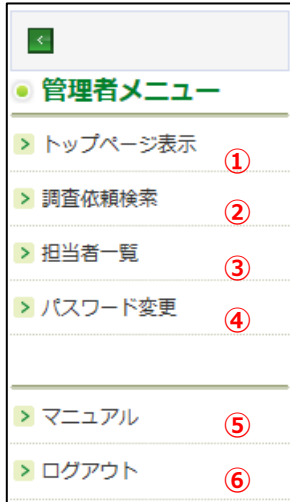 管理者メニュー
トップページ表示 ①
調査依頼検索 ②
担当者一覧 ③
パスワード変更 ④
マニュアル ⑤
ログアウト ⑥